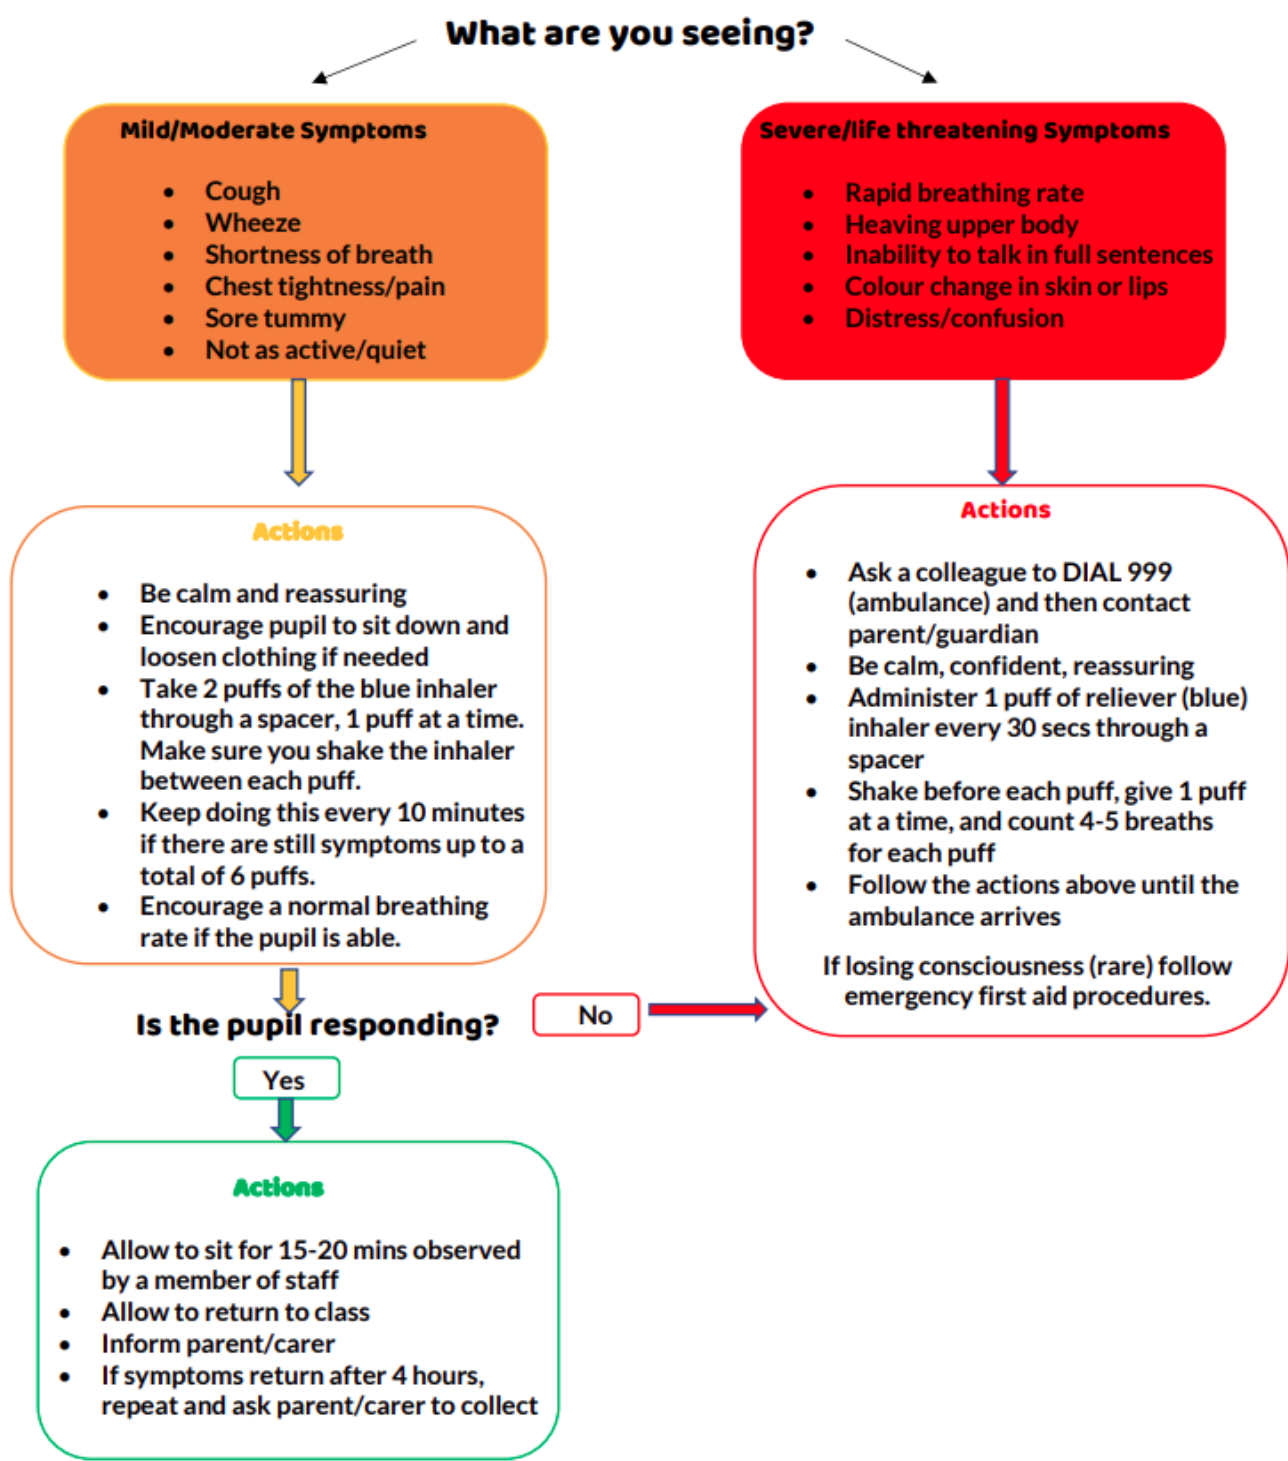 What are you seeing?
Mild/Moderate Symptoms
• Cough
• Wheeze
• Shortness of breath
• Chest tightness/pain
• Sore tummy
• Not as active/quiet
Severe/life threatening Symptoms
• Rapid breathing rate
• Heaving upper body
• Inability to talk in full sentences
• Colour change in skin or lips
• Distress/confusion
Actions
• Be calm and reassuring
• Encourage pupil to sit down and
loosen clothing if needed
• Take 2 puffs of the blue inhaler
through a spacer, 1 puff at a time.
Make sure you shake the inhaler
between each puff.
• Keep doing this every 10 minutes
if there are still symptoms up to a
total of 6 puffs.
• Encourage a normal breathing
rate if the pupil is able.
Actions
• Ask a colleague to DIAL 999
(ambulance) and then contact
parent/guardian
• Be calm, confident, reassuring
• Administer 1 puff of reliever (blue)
inhaler every 30 secs through a
spacer
• Shake before each puff, give 1 puff
at a time, and count 4-5 breaths
for each puff
• Follow the actions above until the
ambulance arrives
If losing consciousness (rare) follow
emergency first aid procedures.
Is the pupil responding?
No
Yes
Actions
• Allow to sit for 15-20 mins observed
by a member of staff
• Allow to return to class
• Inform parent/carer
• If symptoms return after 4 hours,
repeat and ask parent/carer to collect